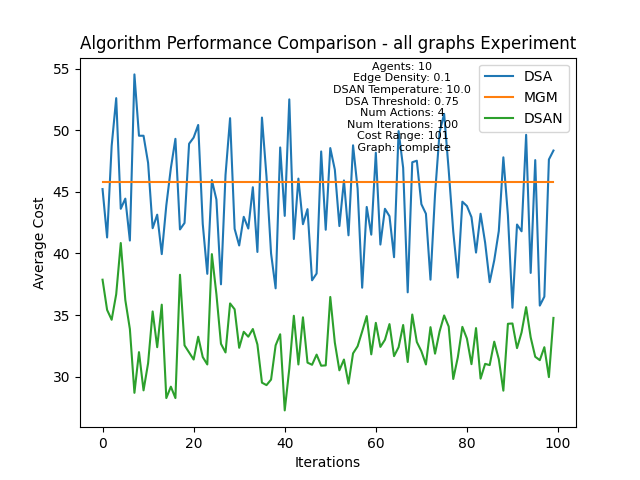 Algorithm Performance Comparison - all graphs Experiment
Agents: 10
Edge Density: 0.1
DSAN Temperature: 10.0
DSA Threshold: 0.75
Num Actions: 4
Num Iterations: 100
Cost Range: 101
Graph: complete
DSA
MGM
DSAN
Average Cost
55
50
45
40
35
30
0
20
40
60
80
100
Iterations